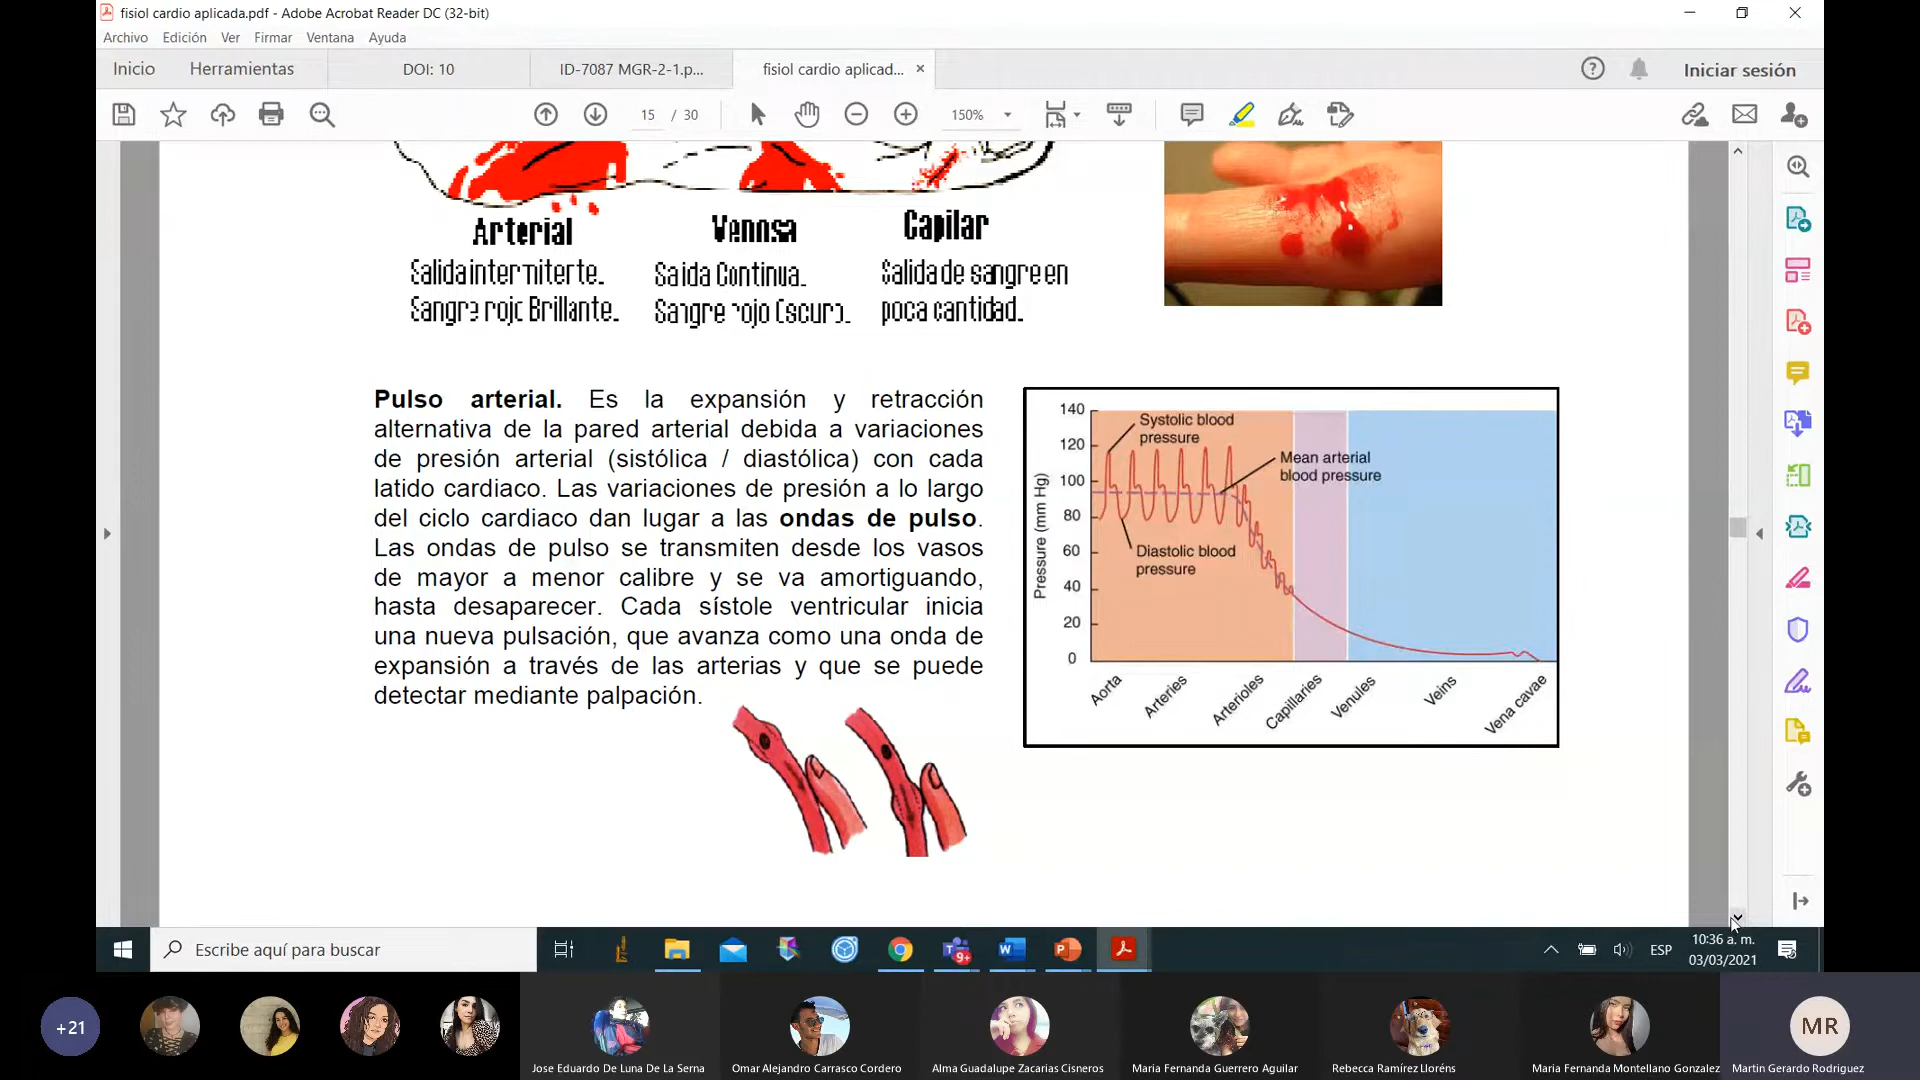 fisiol cardio aplicada.pdf - Adobe Acrobat Reader DC (32-bit)
Archivo Edición Ver Firmar Ventana Ayuda
Inicio Herramientas DOI: 10 ID-7087 MGR-2-1.p... fisiol cardio aplicad... × Iniciar sesión
15 / 30 150%
Arterial Venosa Capilar
Salida intermitente. Salida Continua. Salida de sangre en
Sangre rojo Brillante. Sangre rojo Oscuro. poca cantidad.
Pulso arterial. Es la expansión y retracción
alternativa de la pared arterial debida a variaciones
de presión arterial (sistólica / diastólica) con cada
latido cardiaco. Las variaciones de presión a lo largo
del ciclo cardiaco dan lugar a las ondas de pulso.
Las ondas de pulso se transmiten desde los vasos
de mayor a menor calibre y se va amortiguando,
hasta desaparecer. Cada sístole ventricular inicia
una nueva pulsación, que avanza como una onda de
expansión a través de las arterias y que se puede
detectar mediante palpación.
Pressure (mm Hg)
140
120
100
80
60
40
20
0
Systolic blood
pressure
Mean arterial
blood pressure
Diastolic blood
pressure
Aorta
Arteries
Arterioles
Capillaries
Venules
Veins
Vena cavae
Escribe aquí para buscar
9+
ESP
10:36 a. m.
03/03/2021
+21
MR
Jose Eduardo De Luna De La Serna
Omar Alejandro Carrasco Cordero
Alma Guadalupe Zacarias Cisneros
Maria Fernanda Guerrero Aguilar
Rebecca Ramírez Lloréns
Maria Fernanda Montellano Gonzalez
Martin Gerardo Rodriguez